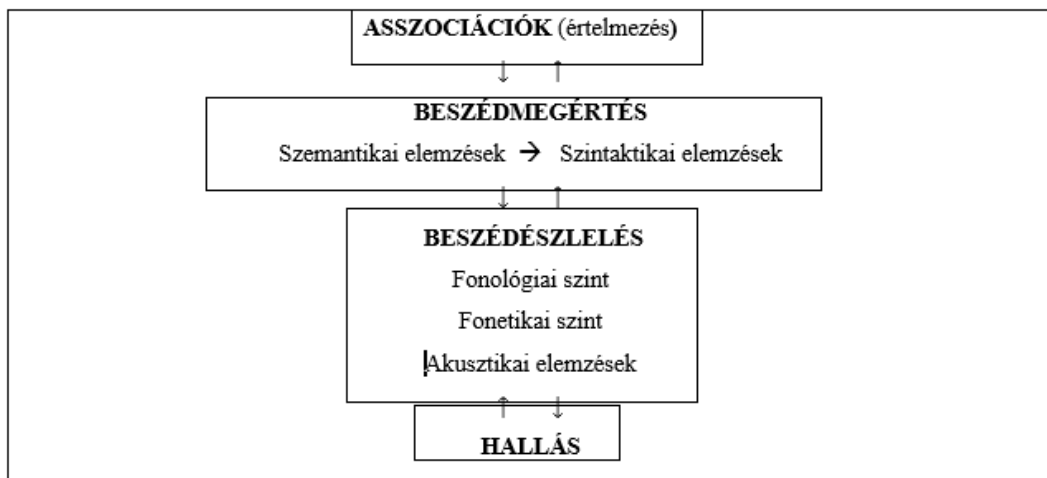 ASSZOCIÁCIÓK (értelmezés)
↓ ↑
BESZÉDMEGÉRTÉS
Szemantikai elemzések → Szintaktikai elemzések
↓ ↑
BESZÉDÉSZLELÉS
Fonológiai szint
Fonetikai szint
Akusztikai elemzések
↑ ↓
HALLÁS